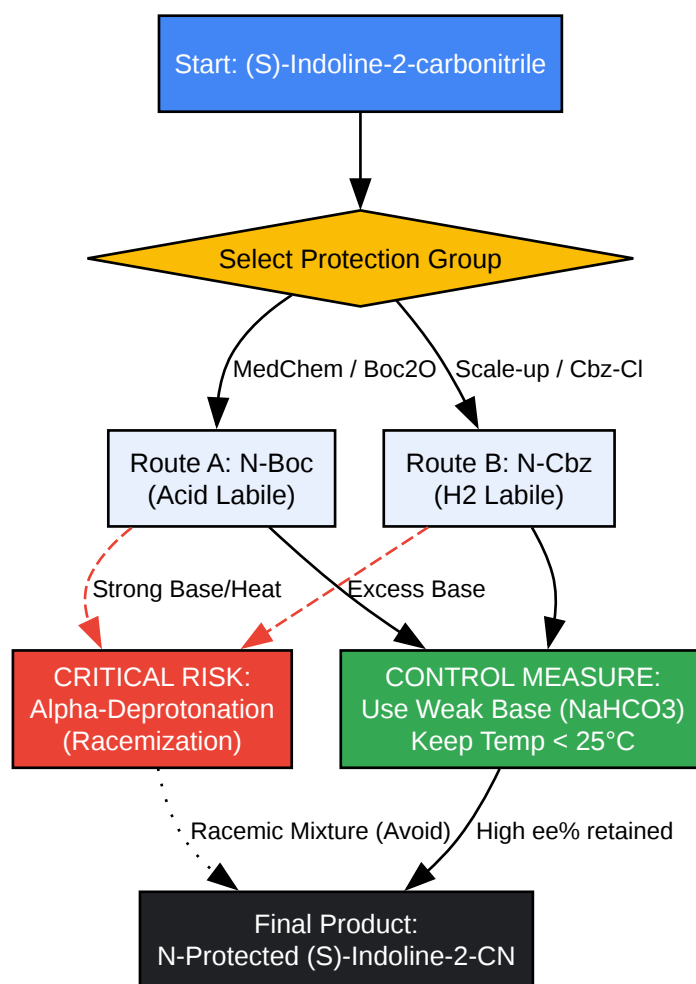 Start: (S)-Indoline-2-carbonitrile
Select Protection Group
MedChem / Boc2O
Scale-up / Cbz-Cl
Route A: N-Boc
(Acid Labile)
Route B: N-Cbz
(H2 Labile)
Strong Base/Heat
Excess Base
CRITICAL RISK:
Alpha-Deprotonation
(Racemization)
CONTROL MEASURE:
Use Weak Base (NaHCO3)
Keep Temp < 25°C
Racemic Mixture (Avoid)
High ee% retained
Final Product:
N-Protected (S)-Indoline-2-CN